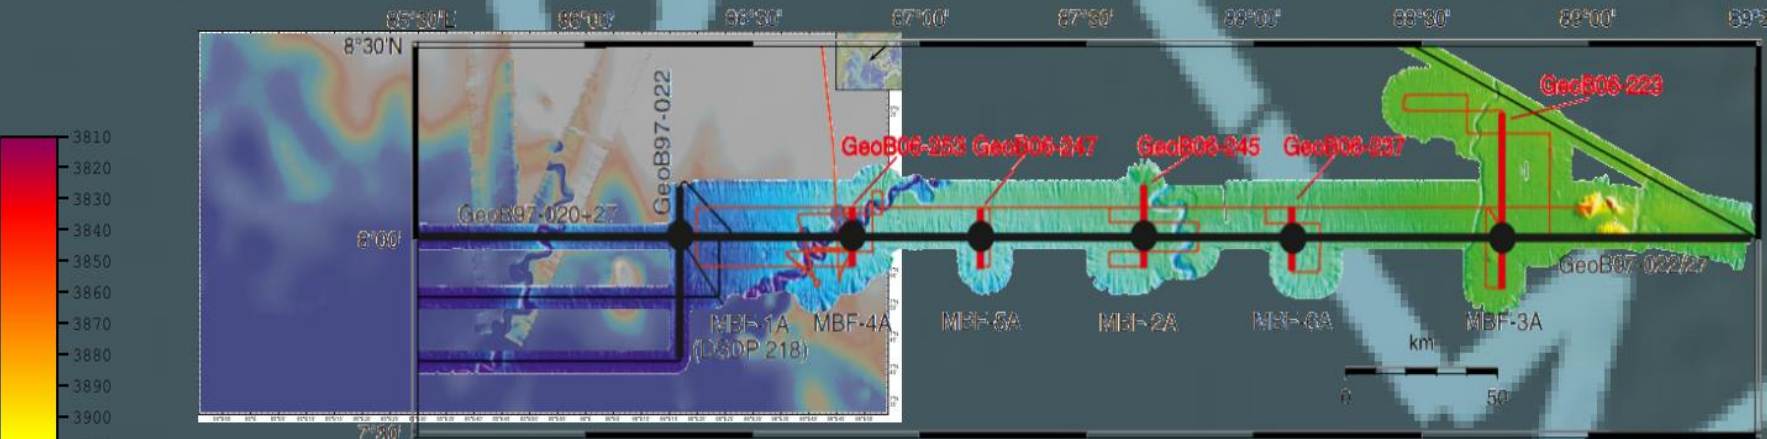 85°30'E 86°00' 86°30' 87°00' 87°30' 88°00' 88°30' 89°00'
8°30'N
GeoB06-223
GeoB97-022
GeoB06-253 GeoB06-247 GeoB06-245 GeoB06-237
3810
3820
3830
3840
3850
3860
3870
3880
3890
3900
GeoB97-020+27
8°00'
GeoB97-022/27
MBF-1A MBF-4A MBF-5A MBF-2A MBF-6A MBF-3A
(DSDP 218)
km
0 50
7°30'